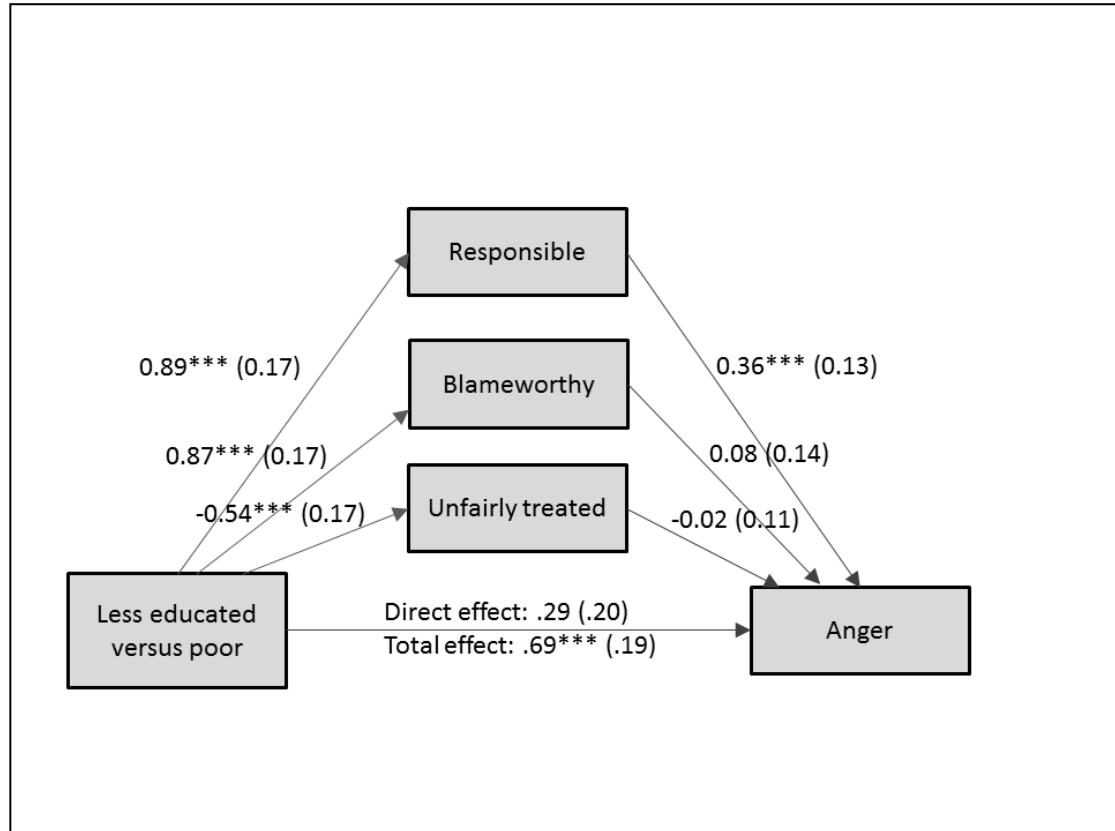 Responsible
0.89*** (0.17)
0.36*** (0.13)
Blameworthy
0.87*** (0.17)
0.08 (0.14)
Unfairly treated
-0.54*** (0.17)
-0.02 (0.11)
Less educated
versus poor
Direct effect: .29 (.20)
Total effect: .69*** (.19)
Anger